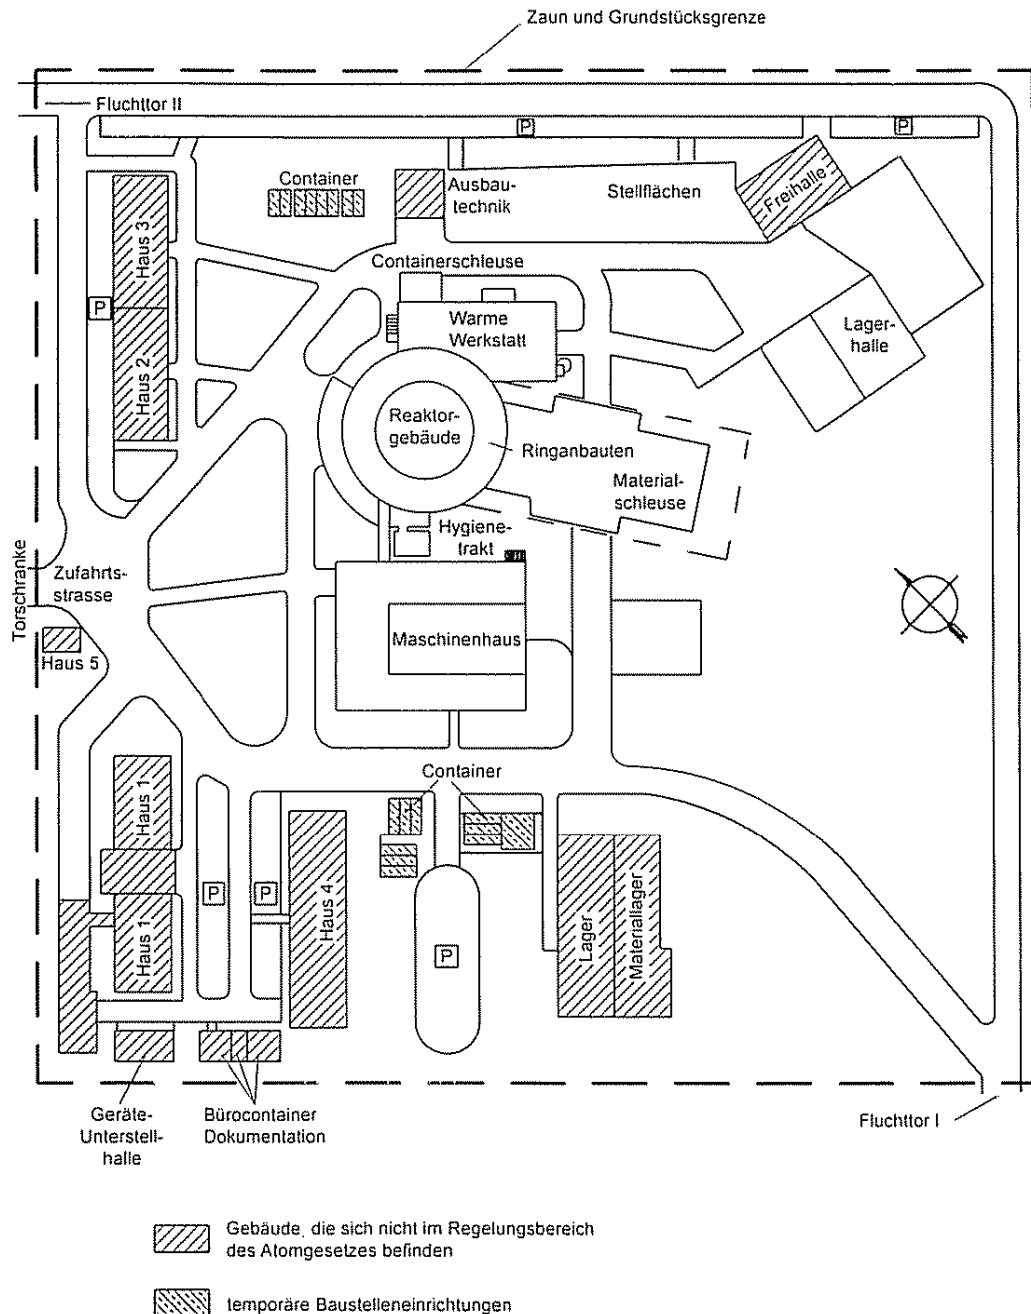 Zaun und Grundstücksgrenze
Fluchttor II
P
P
Container
Ausbau-
technik
Stellflächen
Freihalle
Haus 3
Containerschleuse
P
Warme
Werkstatt
Lager-
halle
Haus 2
Reaktor-
gebäude
Ringanbauten
Material-
schleuse
Hygiene-
trakt
Torschranke
Zufahrts-
strasse
Maschinenhaus
Haus 5
Container
Haus 1
P
P
Haus 4
Haus 1
P
Lager
Materiallager
Geräte-
Unterstell-
halle
Bürocontainer
Dokumentation
Fluchttor I
Gebäude, die sich nicht im Regelungsbereich
des Atomgesetzes befinden
temporäre Baustelleneinrichtungen